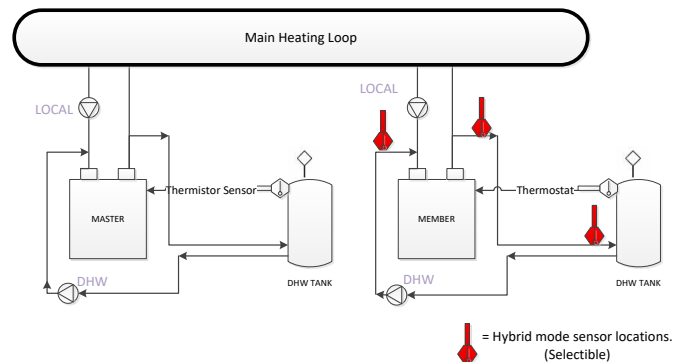 Main Heating Loop
LOCAL
LOCAL
Thermistor Sensor
Thermostat
MASTER
MEMBER
DHW
DHW TANK
DHW
DHW TANK
= Hybrid mode sensor locations.
(Selectible)